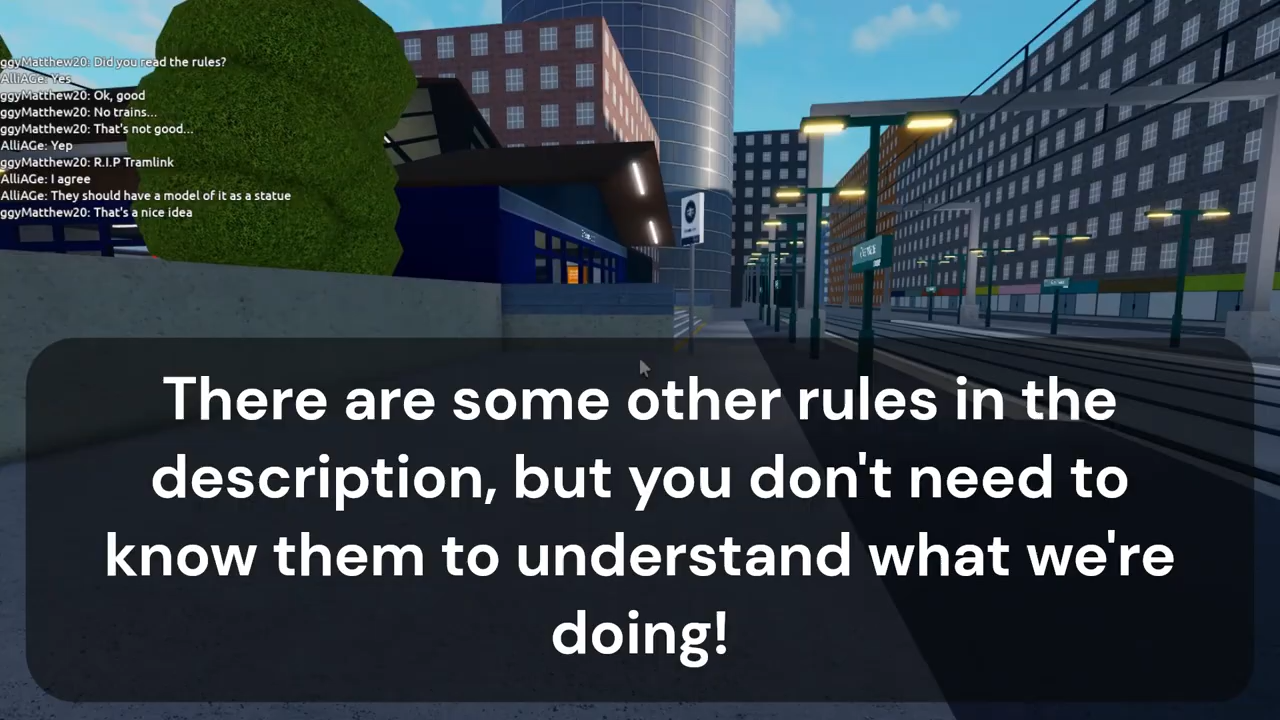 ggyMatthew20: Did you read the rules?
AlliAGe: Yes
ggyMatthew20: Ok, good
ggyMatthew20: No trains...
ggyMatthew20: That's not good...
AlliAGe: Yep
ggyMatthew20: R.I.P Tramlink
AlliAGe: I agree
AlliAGe: They should have a model of it as a statue
ggyMatthew20: That's a nice idea
There are some other rules in the
description, but you don't need to
know them to understand what we're
doing!